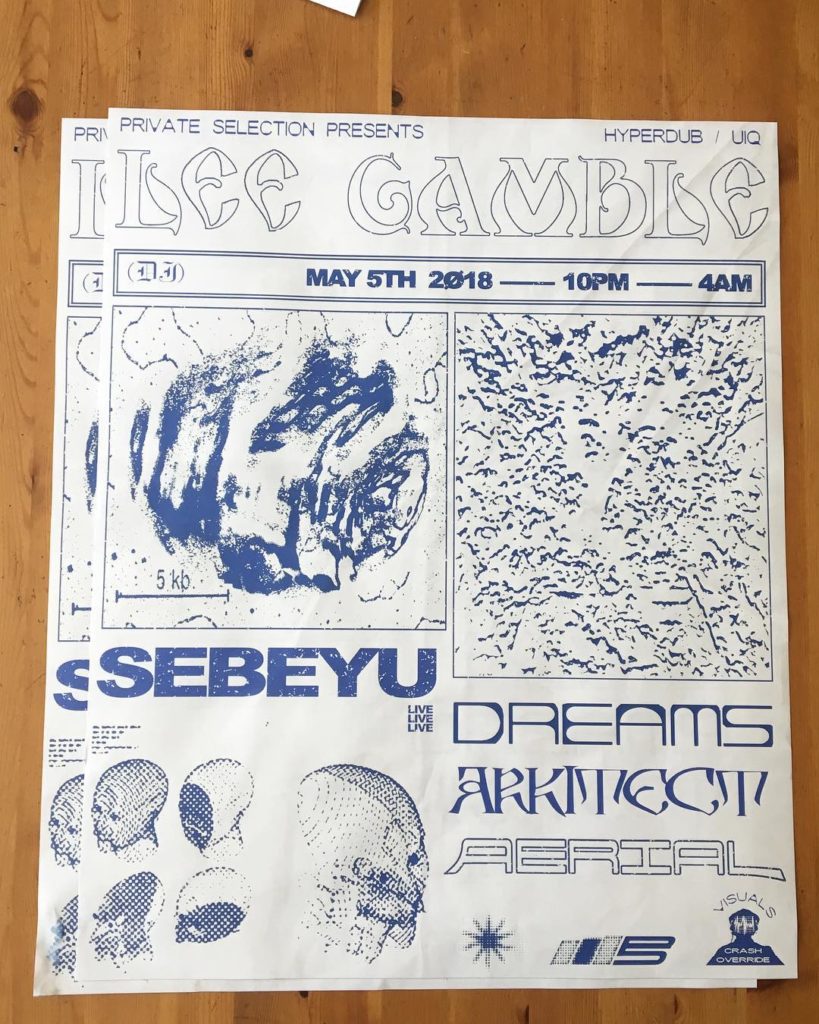 PRIVATE SELECTION PRESENTS
HYPERDUB / UIQ
LEE GAMBLE
(DJ)
MAY 5TH 2Ø18 —— 10PM —— 4AM
5 kb
SEBEYU
LIVE
LIVE
LIVE
DREAMS
ARKITECT
AERIAL
VISUALS
CRASH
OVERRIDE